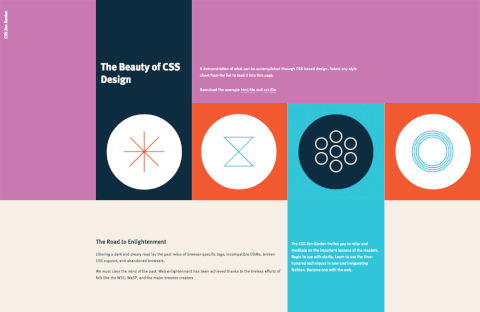 CSS Zen Garden
The Beauty of CSS
Design
A demonstration of what can be accomplished through CSS-based design. Select any style
sheet from the list to load it into this page.
Download the example html file and css file
The Road to Enlightenment
Littering a dark and dreary road lay the past relics of browser-specific tags, incompatible DOMs, broken
CSS support, and abandoned browsers.
We must clear the mind of the past. Web enlightenment has been achieved thanks to the tireless efforts of
folk like the W3C, WaSP, and the major browser creators.
The CSS Zen Garden invites you to relax and
meditate on the important lessons of the masters.
Begin to see with clarity. Learn to use the time-
honored techniques in new and invigorating
fashion. Become one with the web.